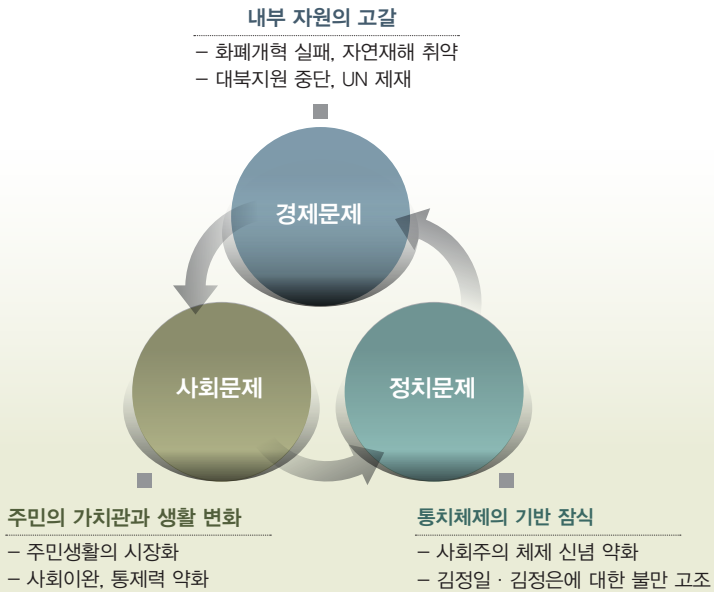 내부 자원의 고갈
– 화폐개혁 실패, 자연재해 취약
– 대북지원 중단, UN 제재
경제문제
사회문제
정치문제
주민의 가치관과 생활 변화
– 주민생활의 시장화
– 사회이완, 통제력 약화
통치체제의 기반 잠식
– 사회주의 체제 신념 약화
– 김정일 · 김정은에 대한 불만 고조